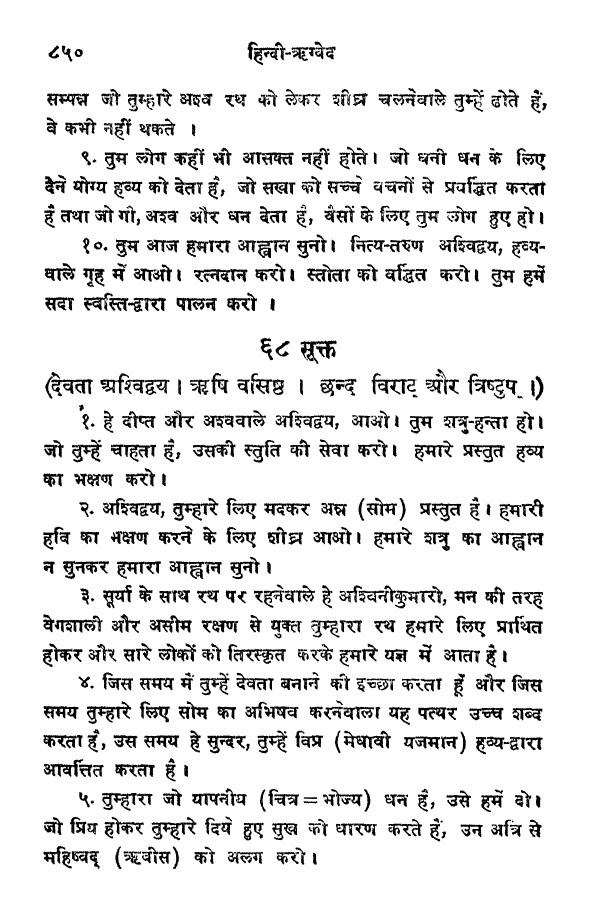 ८५० हिन्दी-ऋग्वेद
सम्पन्न जो तुम्हारे अश्व रथ को लेकर शीघ्र चलनेवाले तुम्हें ढोते हैं,
वे कभी नहीं थकते ।
९. तुम लोग कहीं भी आसक्त नहीं होते। जो धनी धन के लिए
देने योग्य हव्य को देता है, जो सखा को सच्चे वचनों से प्रवर्द्धित करता
है तथा जो गौ, अश्व और धन देता है, वैसों के लिए तुम लोग हुए हो।
१०. तुम आज हमारा आह्वान सुनो। नित्य-तरुण अश्विद्वय, हव्य-
वाले गृह में आओ। रत्नदान करो। स्तोता को वर्द्धित करो। तुम हमें
सदा स्वस्ति-द्वारा पालन करो ।
६८ सूक्त
(देवता अश्विद्वय । ऋषि वसिष्ठ । छन्द विराट् और त्रिष्टुप् ।)
१. हे दीप्त और अश्ववाले अश्विद्वय, आओ। तुम शत्रु-हन्ता हो।
जो तुम्हें चाहता है, उसकी स्तुति की सेवा करो। हमारे प्रस्तुत हव्य
का भक्षण करो।
२. अश्विद्वय, तुम्हारे लिए मदकर अन्न (सोम) प्रस्तुत है। हमारी
हवि का भक्षण करने के लिए शीघ्र आओ। हमारे शत्रु का आह्वान
न सुनकर हमारा आह्वान सुनो।
३. सूर्या के साथ रथ पर रहनेवाले हे अश्विनीकुमारो, मन की तरह
वेगशाली और असीम रक्षण से युक्त तुम्हारा रथ हमारे लिए प्रार्थित
होकर और सारे लोकों को तिरस्कृत करके हमारे यज्ञ में आता है।
४. जिस समय मैं तुम्हें देवता बनाने की इच्छा करता हूँ और जिस
समय तुम्हारे लिए सोम का अभिषव करनेवाला यह पत्थर उच्च शब्द
करता है, उस समय हे सुन्दर, तुम्हें विप्र (मेधावी यजमान) हव्य-द्वारा
आवर्त्तित करता है।
५. तुम्हारा जो यापनीय (चित्र=भोज्य) धन है, उसे हमें दो।
जो प्रिय होकर तुम्हारे दिये हुए सुख को धारण करते हैं, उन अत्रि से
महिष्वद् (ऋवीस) को अलग करो।